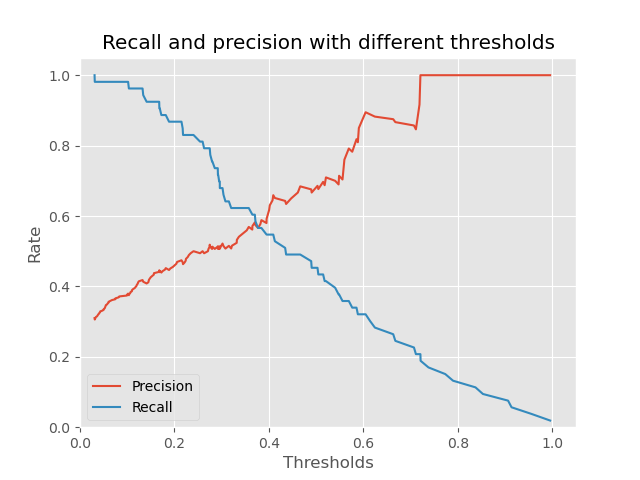 Recall and precision with different thresholds
Rate
1.0
0.8
0.6
0.4
0.2
0.0
Precision
Recall
0.0 0.2 0.4 0.6 0.8 1.0
Thresholds